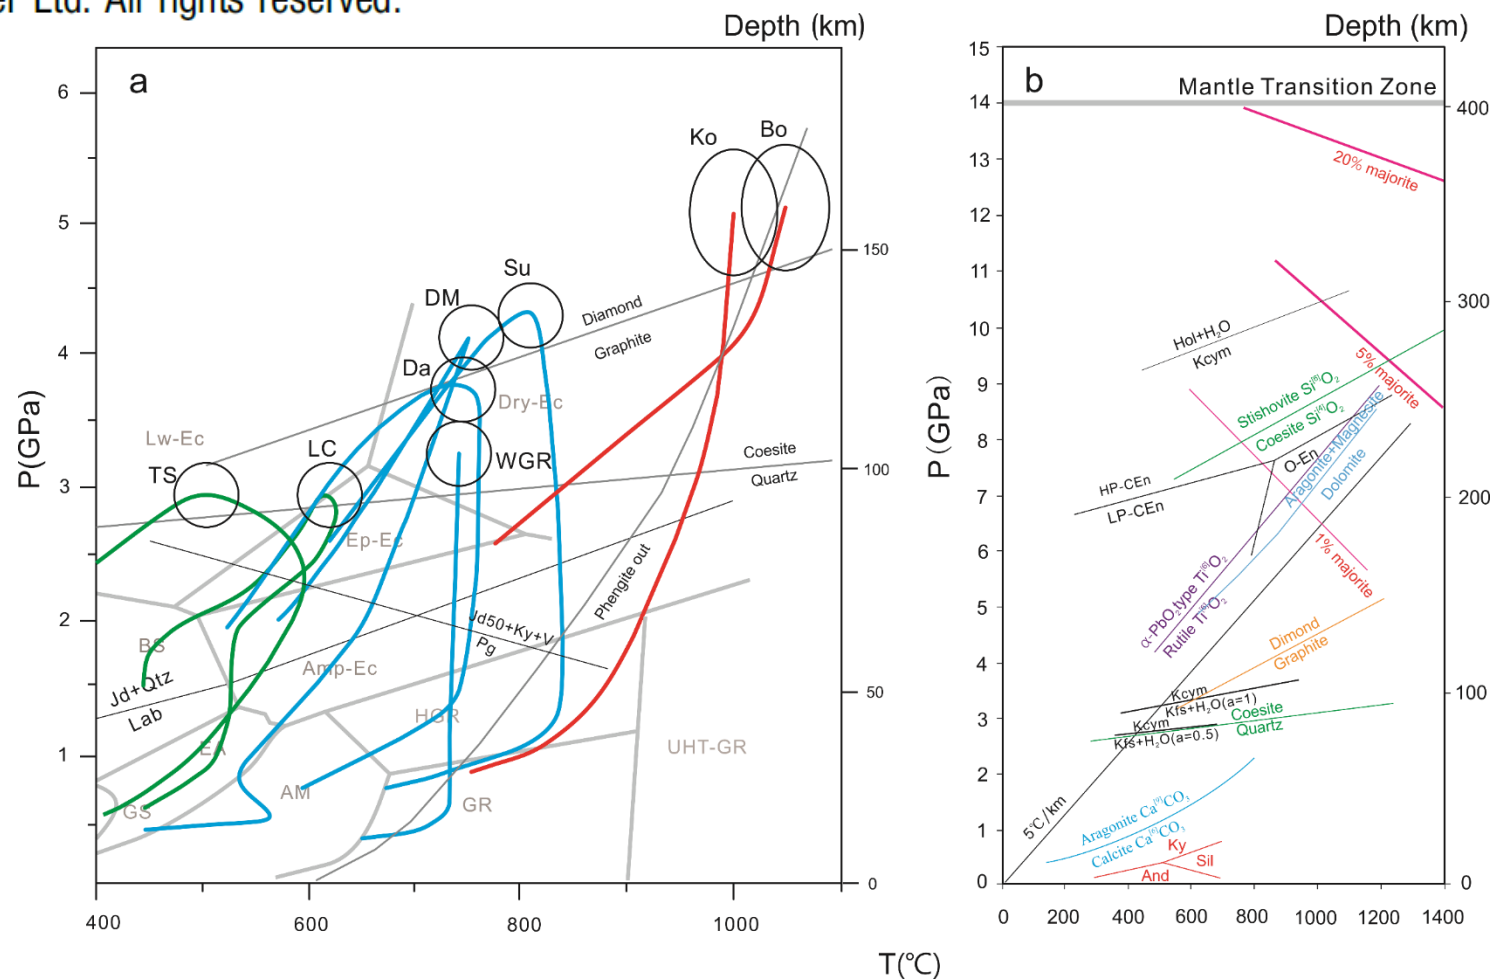 er Ltd. All rights reserved.
Depth (km)
a
6
5
4
3
2
1
P(GPa)
150
100
50
0
400
600
800
1000
Ko
Bo
Su
DM
Da
WGR
LC
TS
Diamond
Graphite
Coesite
Quartz
Lw-Ec
Dry-Ec
Ep-Ec
Phengite out
Jd50+Ky+V
Pg
BS
Jd+Qtz
Lab
Amp-Ec
HGR
EA
UHT-GR
AM
GR
GS
T(℃)
Depth (km)
b
Mantle Transition Zone
15
14
13
12
11
10
9
8
7
6
5
4
3
2
1
0
P(GPa)
400
300
200
100
0
0
200
400
600
800
1000
1200
1400
20% majorite
Hol+H2O
Kcym
5% majorite
Stishovite Si[6]O2
Coesite Si[4]O2
O-En
HP-CEn
LP-CEn
Aragonite+Magnesite
Dolomite
1% majorite
α-PbO2type Ti[6]O2
Rutile Ti[6]O2
Dimond
Graphite
Kcym
Kfs+H2O(a=1)
Kcym
Kfs+H2O(a=0.5)
Coesite
Quartz
5℃/km
Aragonite Ca[9]CO3
Calcite Ca[6]CO3
Ky
Sil
And